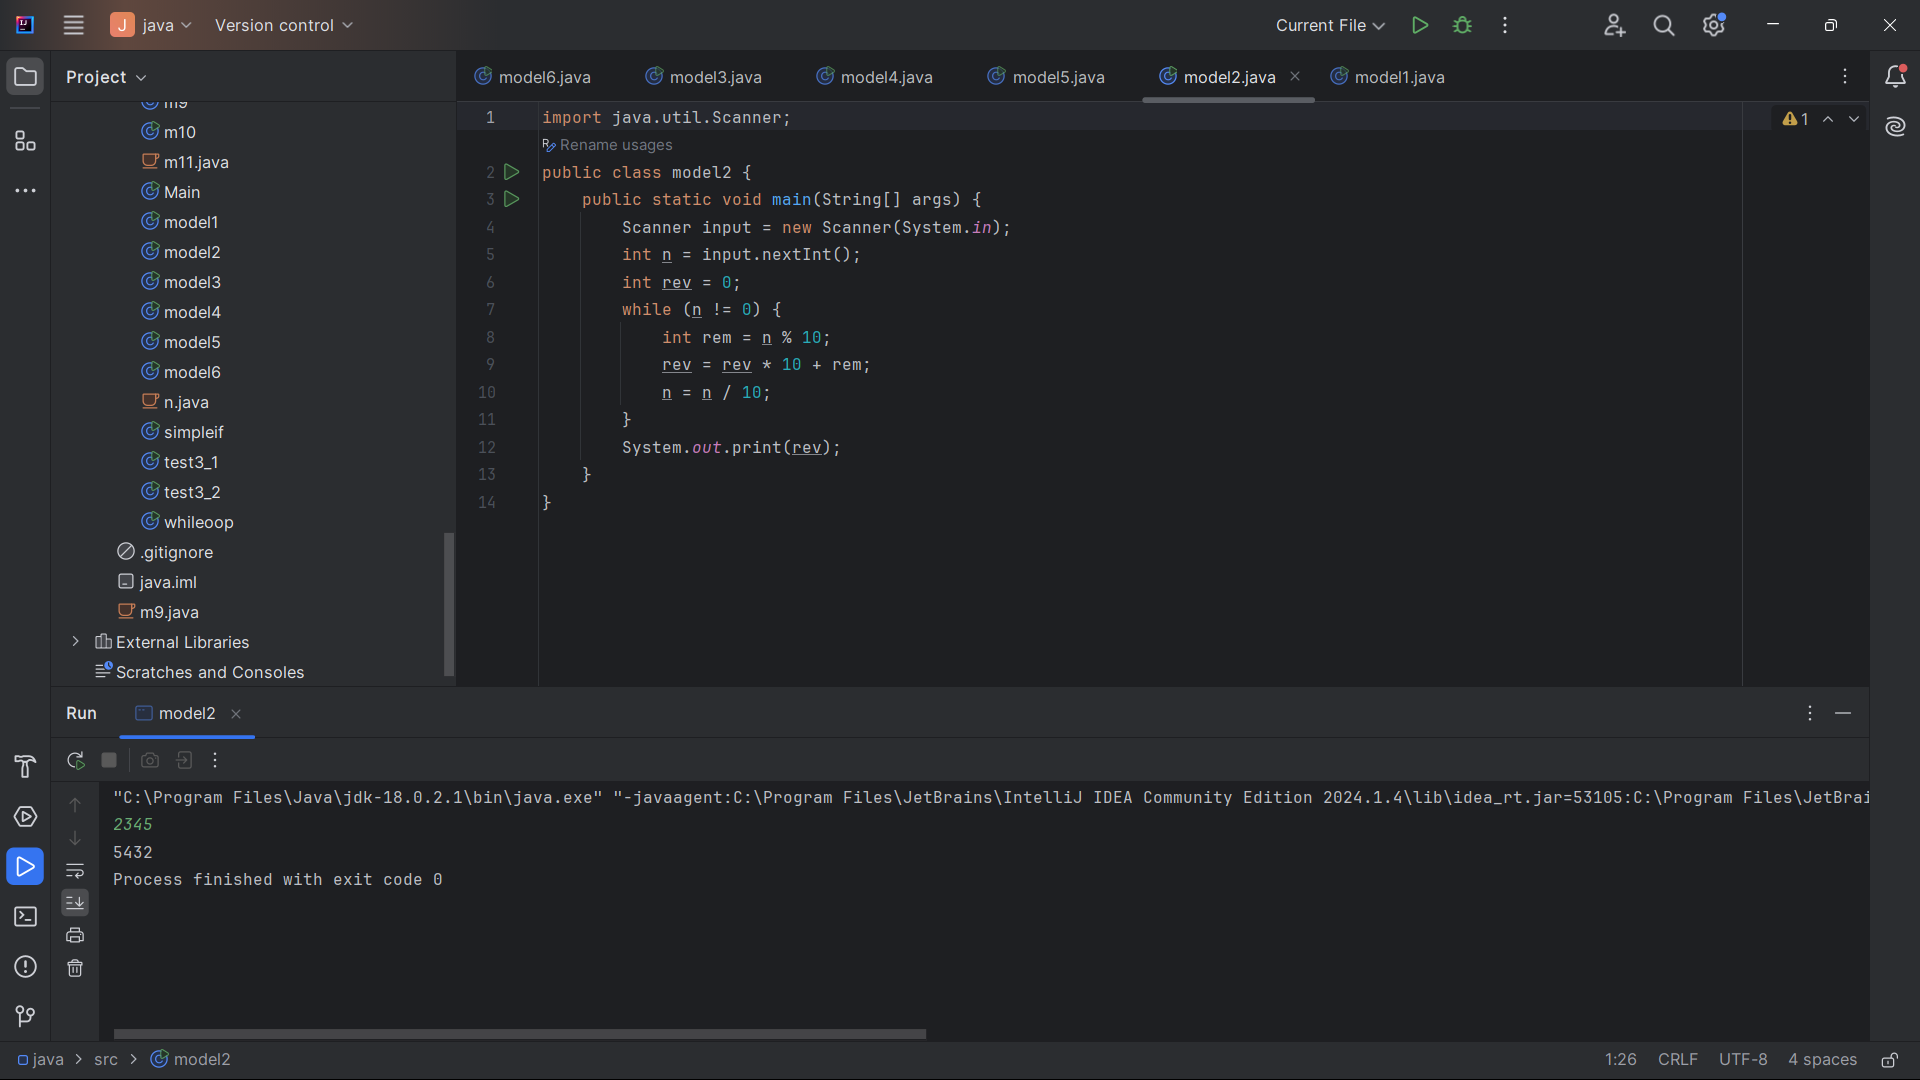 J java Version control Current File
Project
model6.java model3.java model4.java model5.java model2.java model1.java
m9
m10
m11.java
Main
model1
model2
model3
model4
model5
model6
n.java
simpleif
test3_1
test3_2
whileoop
.gitignore
java.iml
m9.java
External Libraries
Scratches and Consoles
1 import java.util.Scanner;
Rename usages
2 public class model2 {
3 public static void main(String[] args) {
4 Scanner input = new Scanner(System.in);
5 int n = input.nextInt();
6 int rev = 0;
7 while (n != 0) {
8 int rem = n % 10;
9 rev = rev * 10 + rem;
10 n = n / 10;
11 }
12 System.out.print(rev);
13 }
14 }
1
Run model2
"C:\Program Files\Java\jdk-18.0.2.1\bin\java.exe" "-javaagent:C:\Program Files\JetBrains\IntelliJ IDEA Community Edition 2024.1.4\lib\idea_rt.jar=53105:C:\Program Files\JetBrai
2345
5432
Process finished with exit code 0
java > src > model2 1:26 CRLF UTF-8 4 spaces